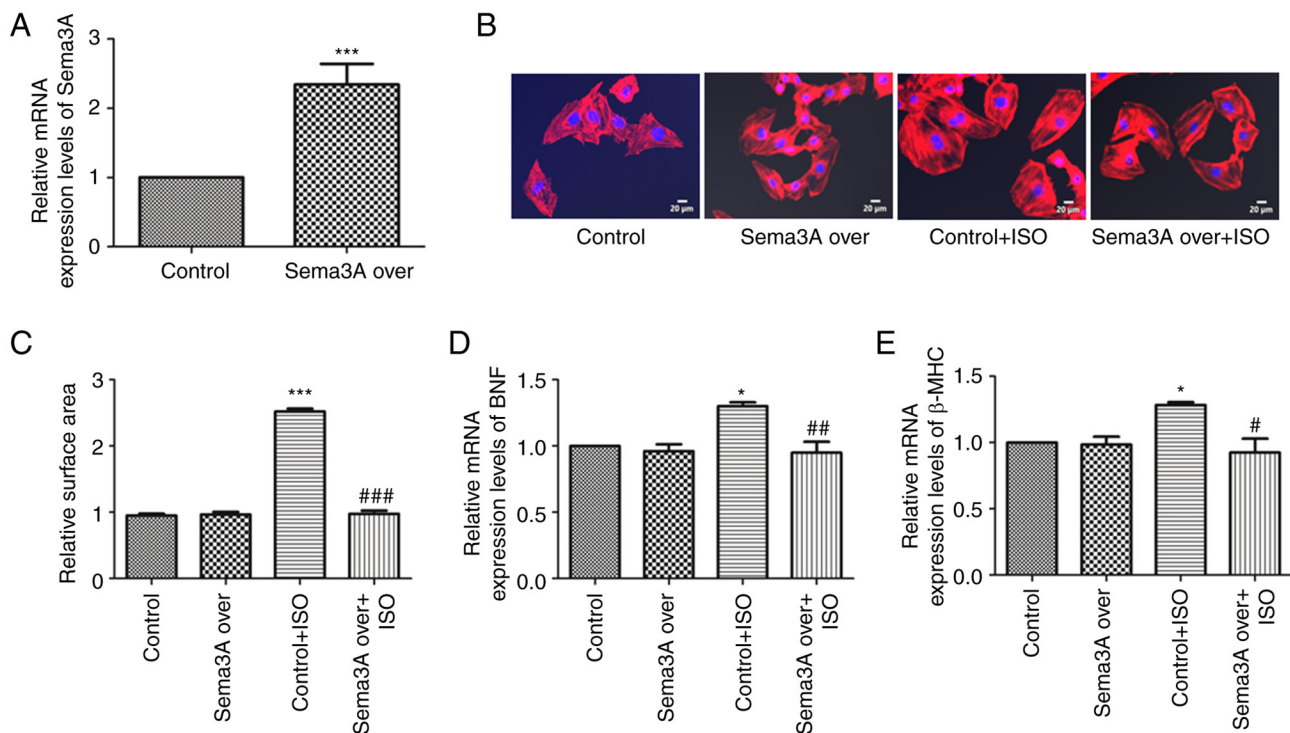 A
Relative mRNA
expression levels of Sema3A
3
2
1
0
***
Control
Sema3A over
B
20 μm
20 μm
20 μm
20 μm
Control
Sema3A over
Control+ISO
Sema3A over+ISO
C
Relative surface area
3
2
1
0
***
###
Control
Sema3A over
Control+ISO
Sema3A over+
ISO
D
Relative mRNA
expression levels of BNF
1.5
1.0
0.5
0.0
*
##
Control
Sema3A over
Control+ISO
Sema3A over+
ISO
E
Relative mRNA
expression levels of β-MHC
1.5
1.0
0.5
0.0
*
#
Control
Sema3A over
Control+ISO
Sema3A over+
ISO